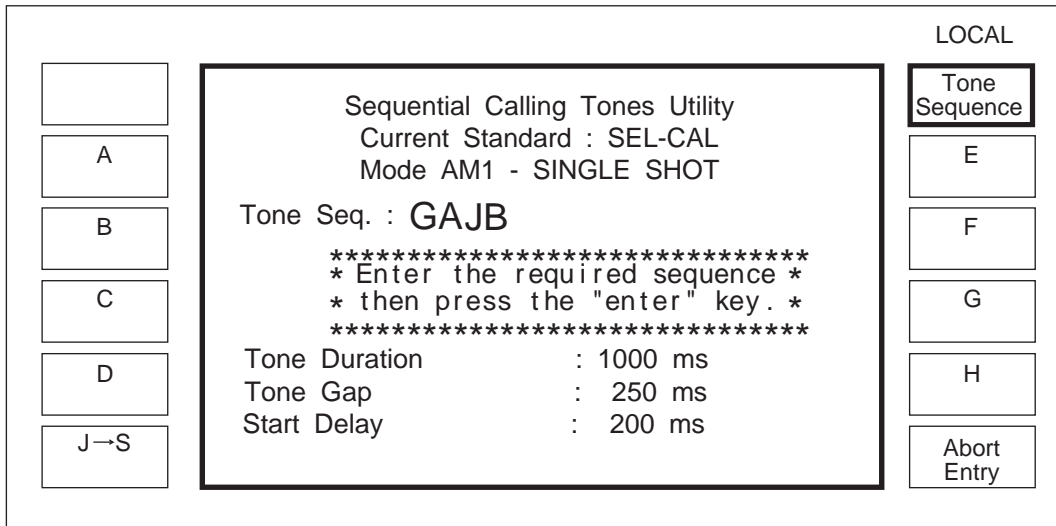 LOCAL
Tone
Sequence
A
B
C
D
J→S
Sequential Calling Tones Utility
Current Standard : SEL-CAL
Mode AM1 - SINGLE SHOT
Tone Seq. : GAJB
*******************************
* Enter the required sequence *
* then press the "enter" key. *
*******************************
Tone Duration : 1000 ms
Tone Gap : 250 ms
Start Delay : 200 ms
E
F
G
H
Abort
Entry